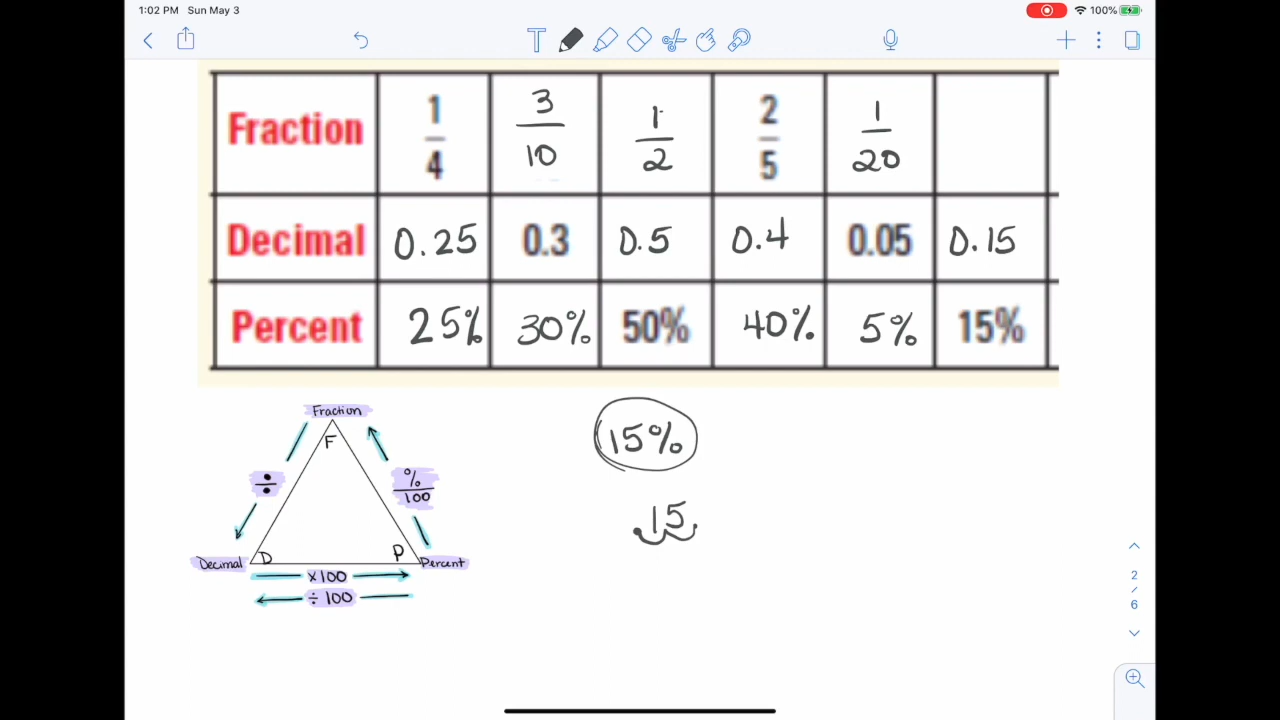 1:02 PM Sun May 3 100%
Fraction 1/4 3/10 1/2 2/5 1/20
Decimal 0.25 0.3 0.5 0.4 0.05 0.15
Percent 25% 30% 50% 40% 5% 15%
Fraction
F
÷
%/100
Decimal D P Percent
×100
÷ 100
15%
.15.
2
/
6